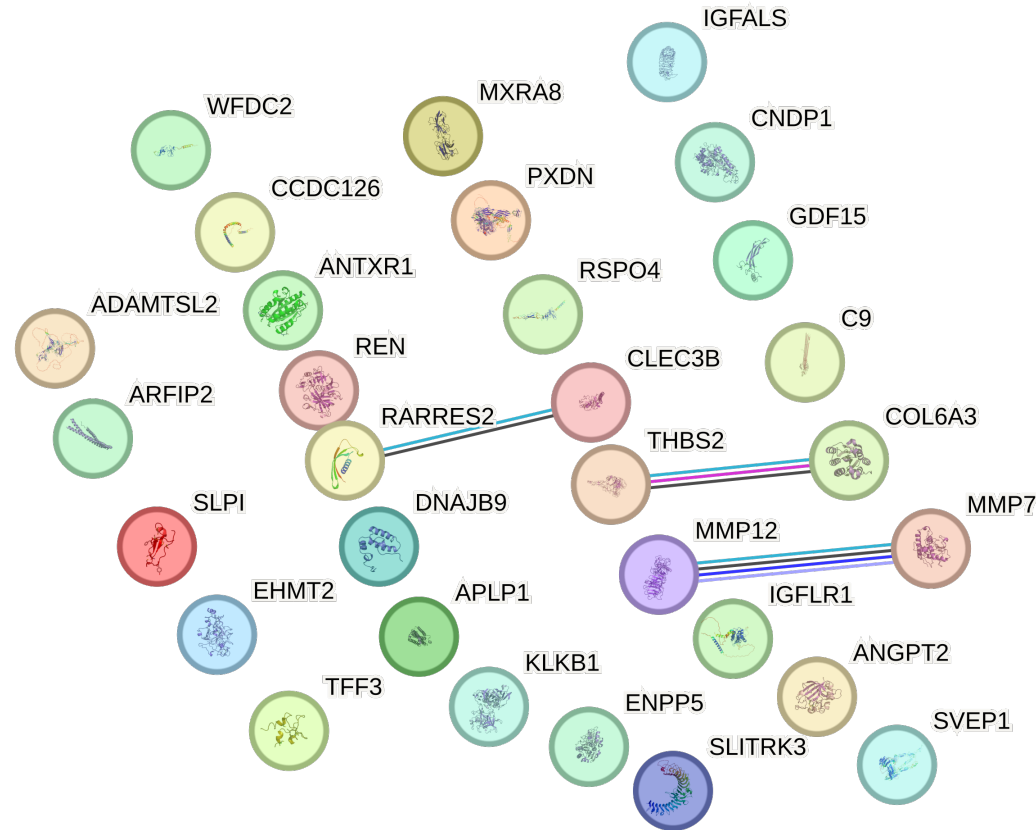 IGFALS
WFDC2
MXRA8
CNDP1
CCDC126
PXDN
GDF15
ANTXR1
RSPO4
ADAMTSL2
C9
REN
CLEC3B
ARFIP2
RARRES2
THBS2
COL6A3
SLPI
DNAJB9
MMP12
MMP7
EHMT2
APLP1
IGFLR1
KLKB1
ANGPT2
TFF3
ENPP5
SLITRK3
SVEP1